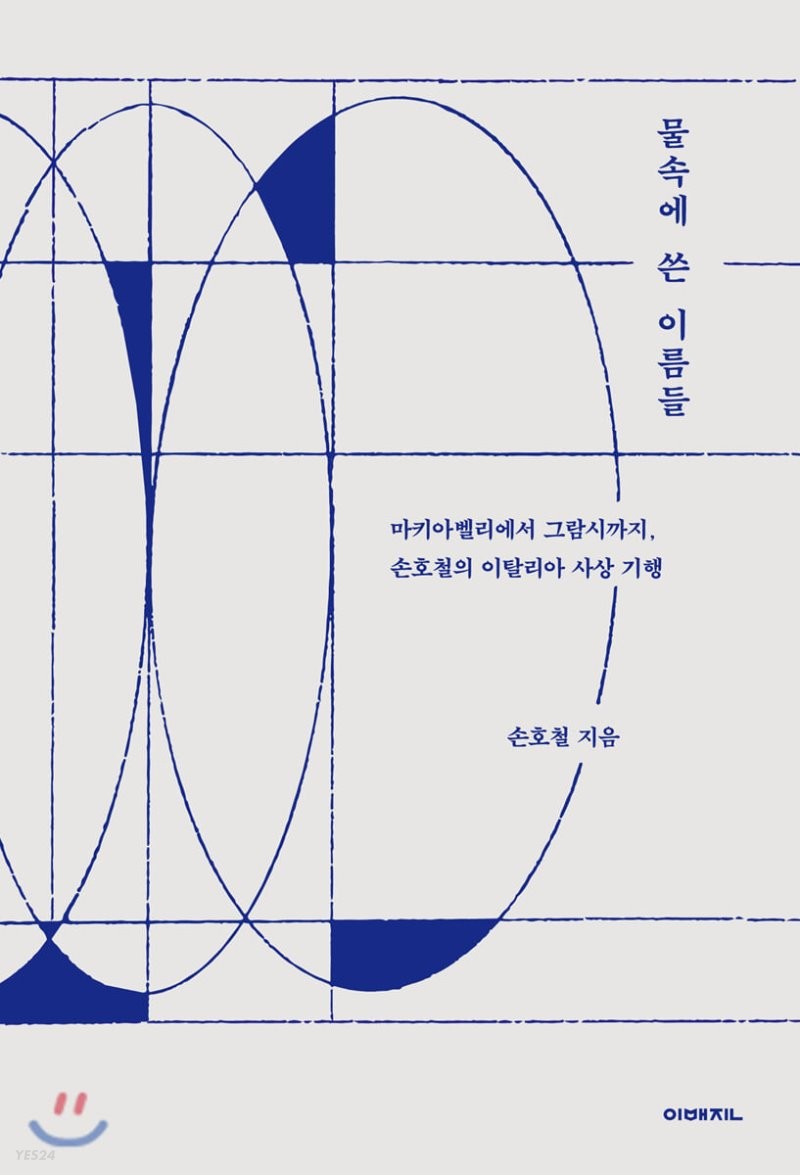 물속에 쓴 이름들
마키아벨리에서 그람시까지,
손호철의 이탈리아 사상 기행
손호철 지음
이매진
YES24